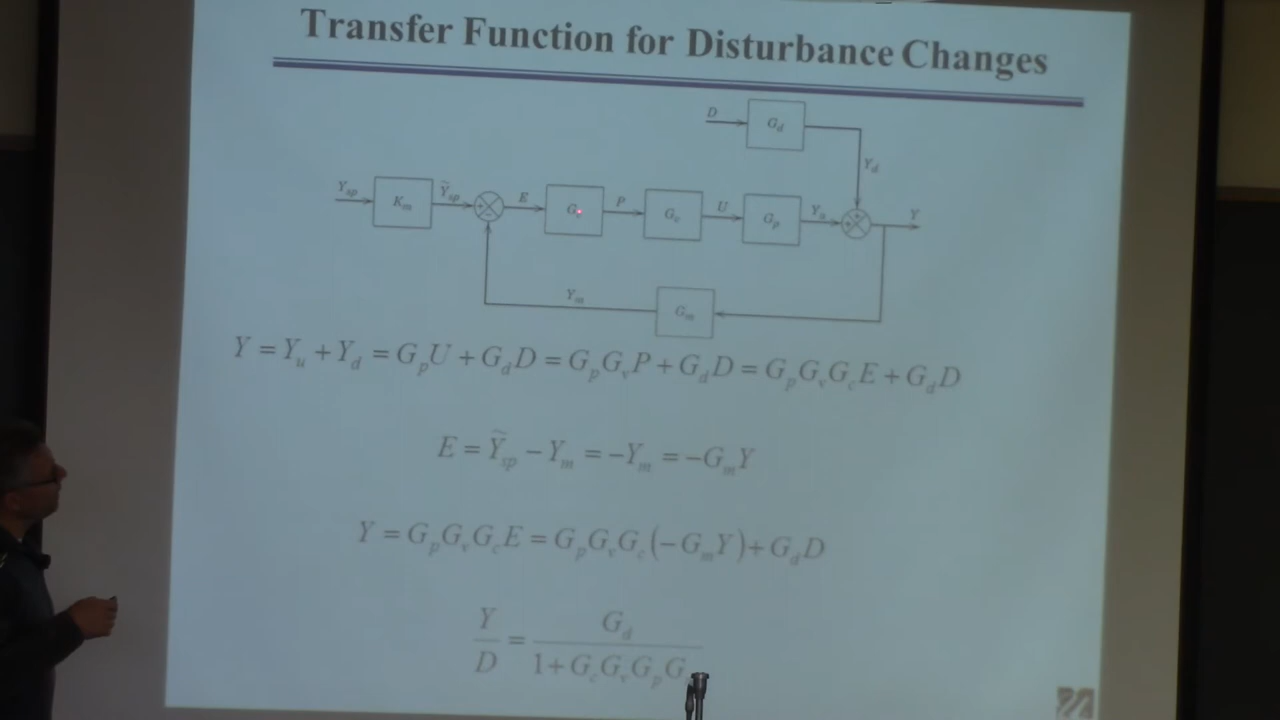 Transfer Function for Disturbance Changes
D
G_d
Y_d
Y_sp K_m Ỹ_sp E P G_v U G_p Y_u Y
Y_m G_m
Y = Y_u + Y_d = G_pU + G_dD = G_pG_vP + G_dD = G_pG_vG_cE + G_dD
E = Ỹ_sp − Y_m = −Y_m = −G_mY
Y = G_pG_vG_cE = G_pG_vG_c(−G_mY) + G_dD
Y/D = G_d/1+G_cG_vG_pG